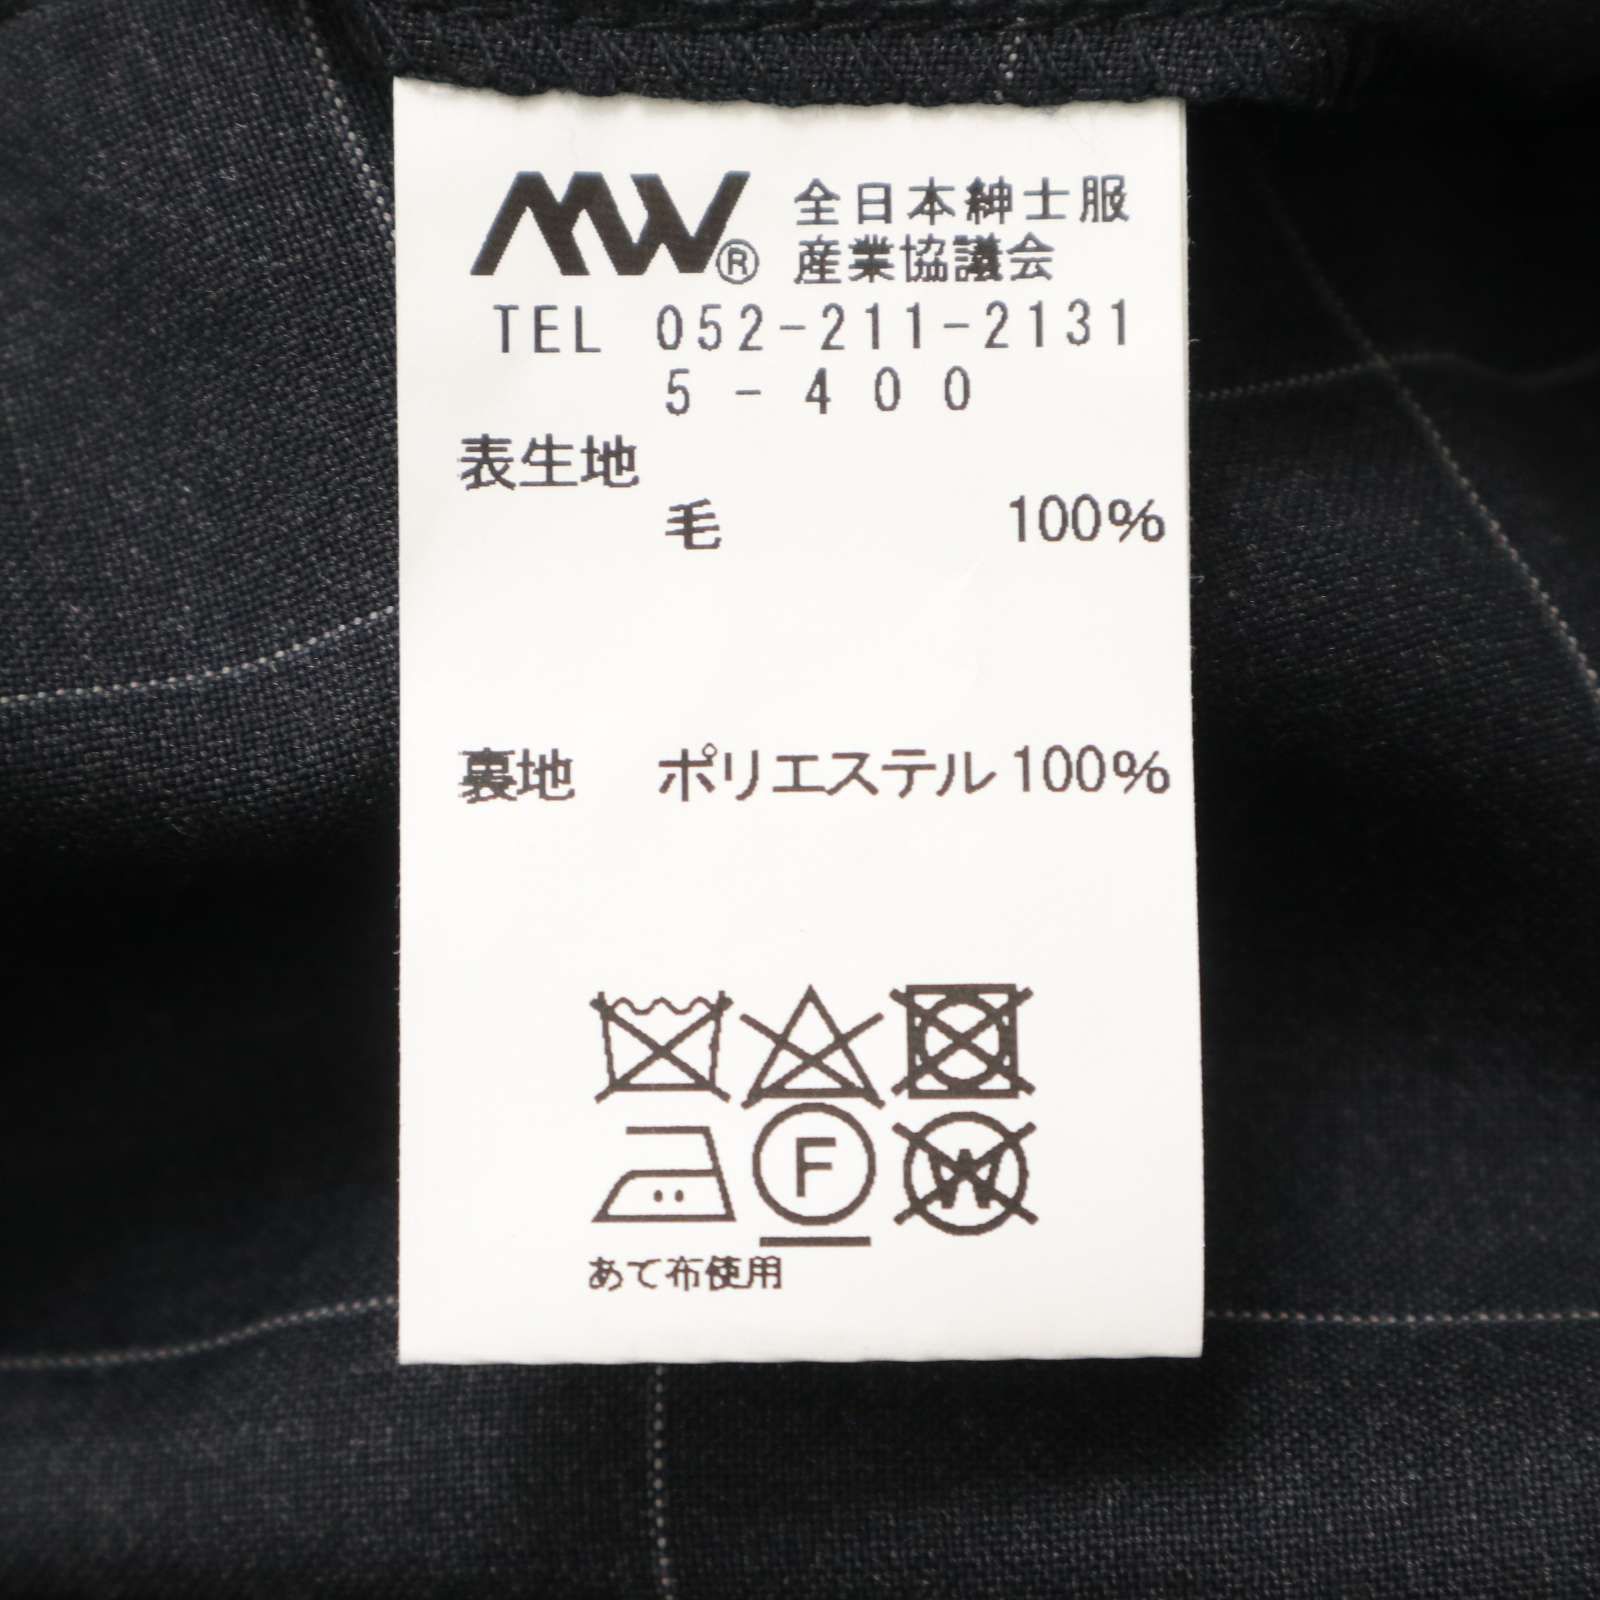 MW® 全日本紳士服
産業協議会
TEL 052-211-2131
5-400
表生地
毛 100%
裏地 ポリエステル 100%
F W
あて布使用